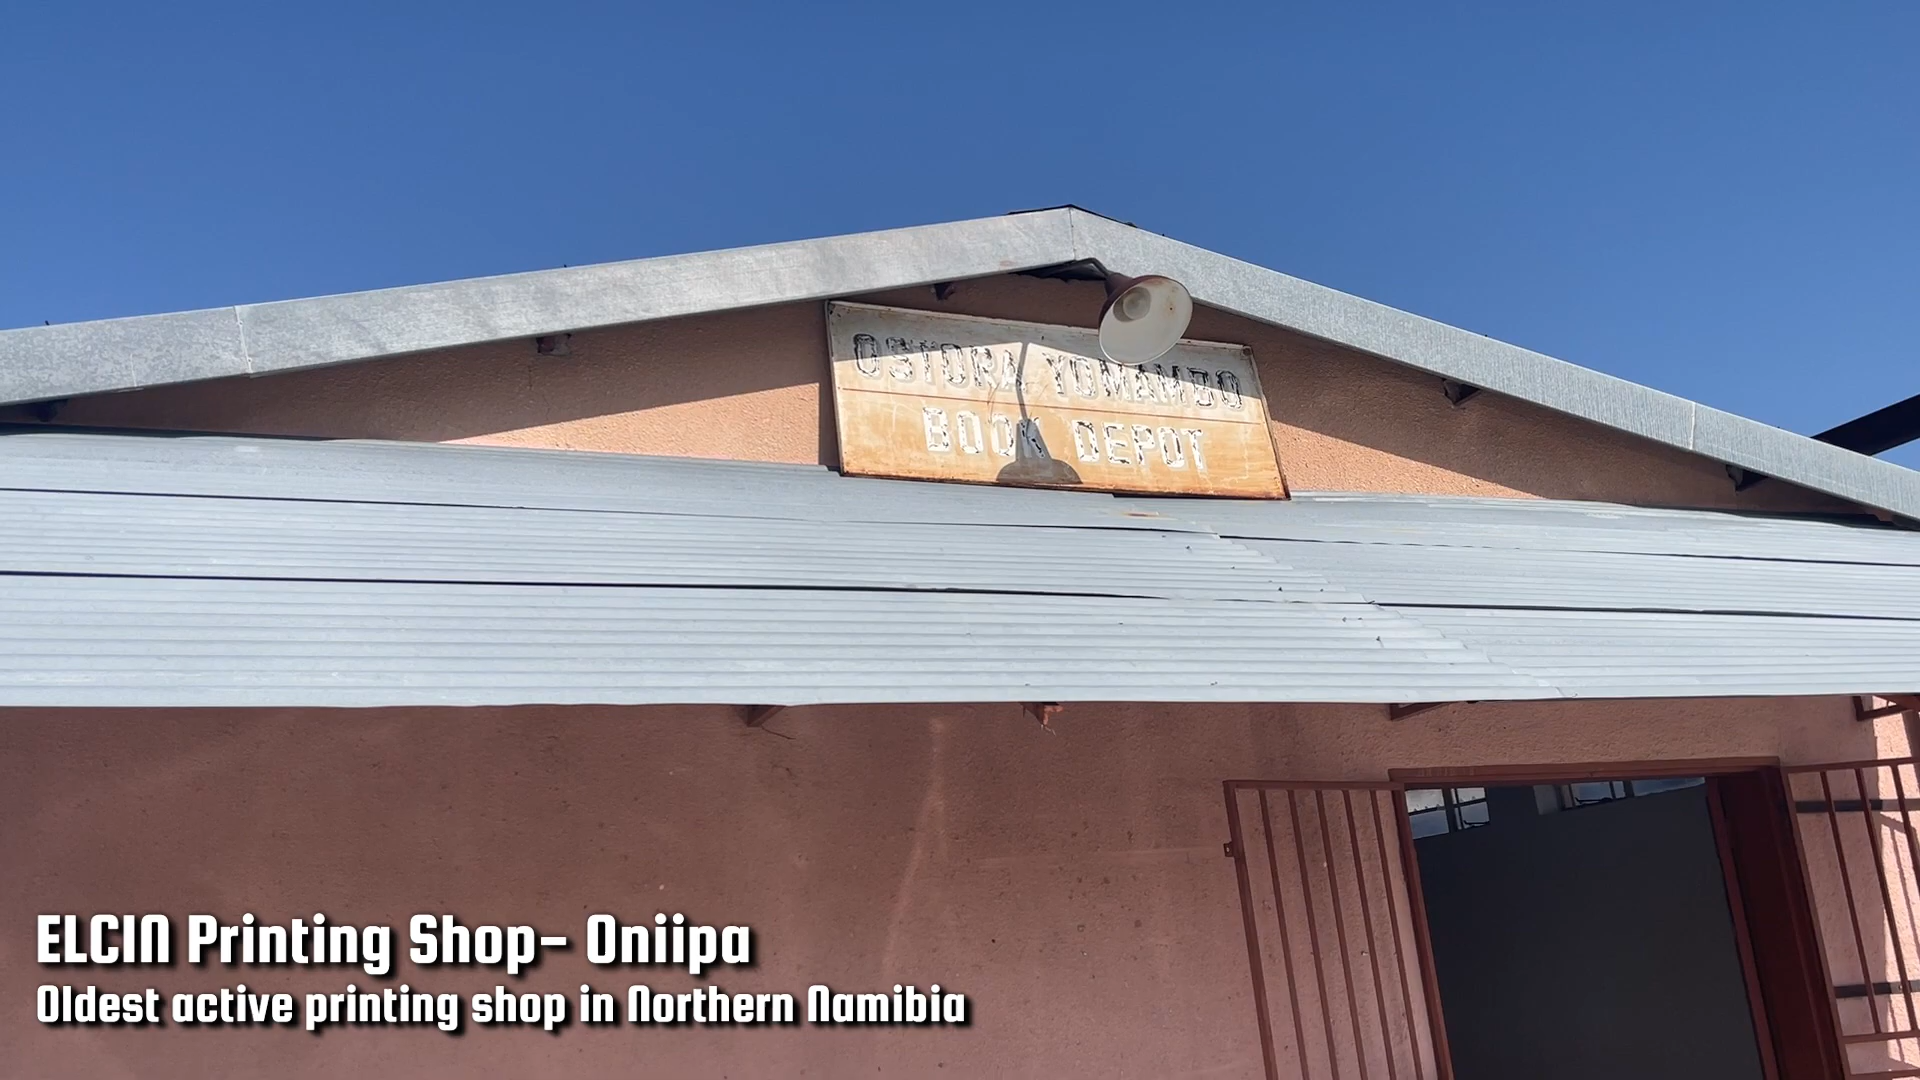 OSTORA YOMAMBO
BOOK DEPOT
ELCIN Printing Shop- Oniipa
Oldest active printing shop in Northern Namibia